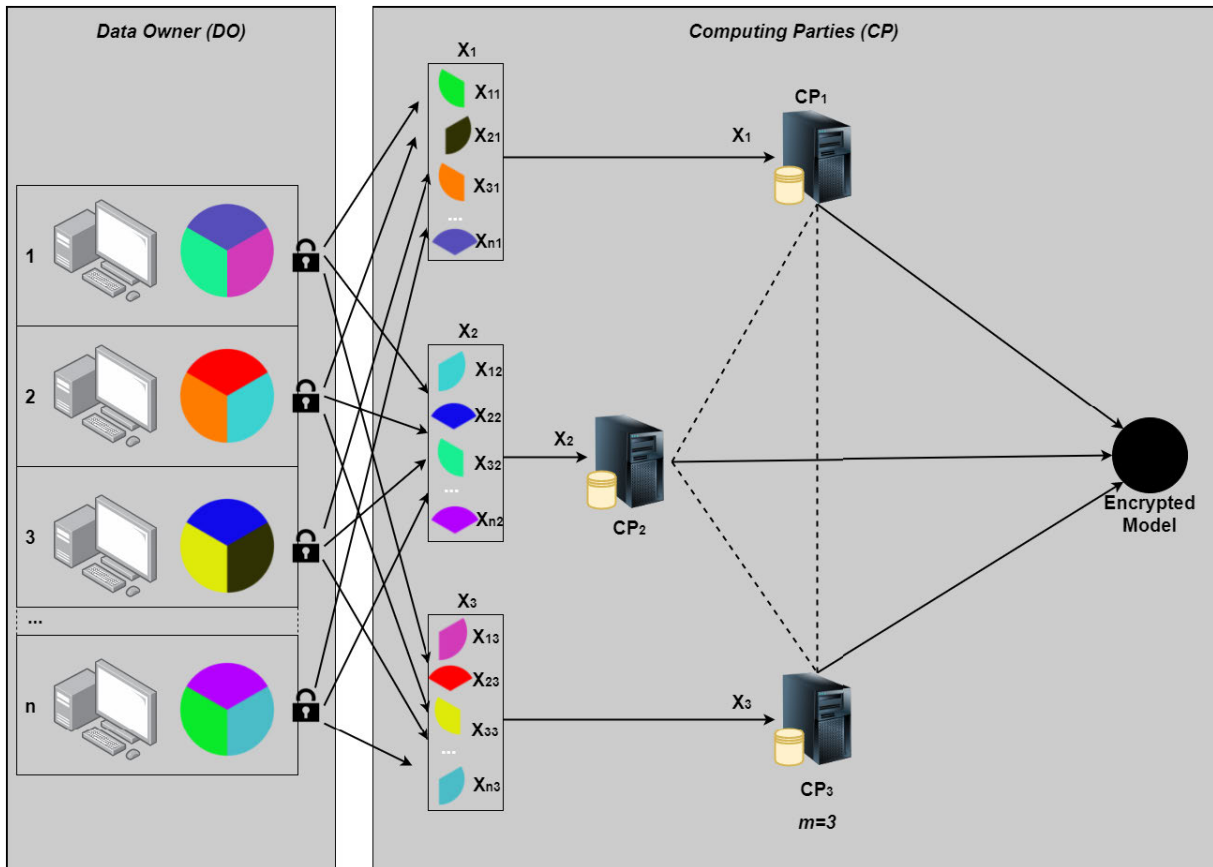 Data Owner (DO)
1
2
3
...
n
Computing Parties (CP)
X1
X11
X21
X31
...
Xn1
X2
X12
X22
X32
...
Xn2
X3
X13
X23
X33
...
Xn3
X1
CP1
X2
CP2
X3
CP3
m=3
Encrypted
Model